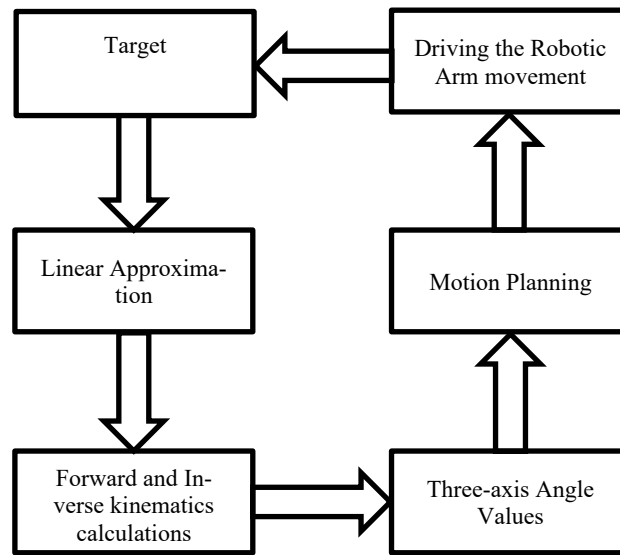 Target
Driving the Robotic
Arm movement
Linear Approxima-
tion
Motion Planning
Forward and In-
verse kinematics
calculations
Three-axis Angle
Values